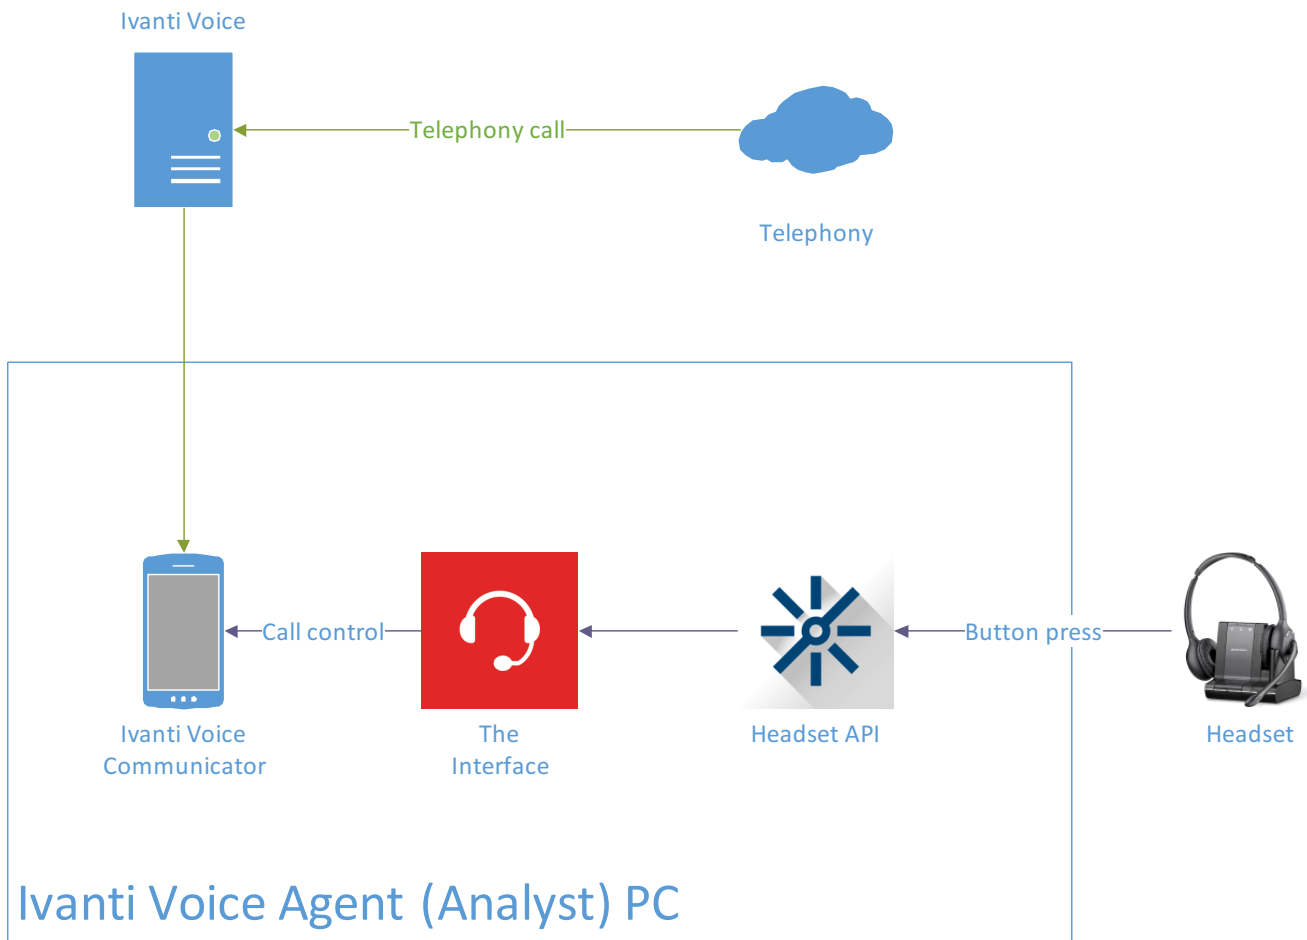 Ivanti Voice
Telephony call
Telephony
Call control
Button press
Ivanti Voice
Communicator
The
Interface
Headset API
Headset
Ivanti Voice Agent (Analyst) PC